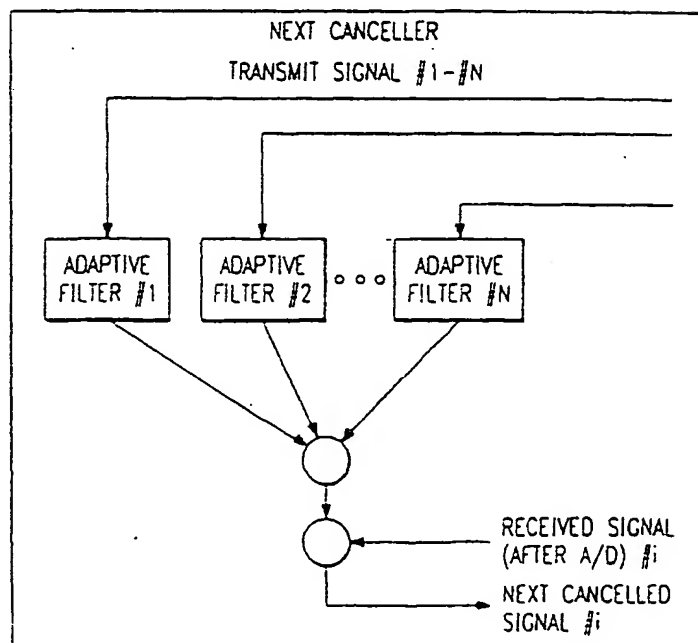 NEXT CANCELLER
TRANSMIT SIGNAL #1-#N
ADAPTIVE
FILTER #1
ADAPTIVE
FILTER #2
ADAPTIVE
FILTER #N
RECEIVED SIGNAL
(AFTER A/D) #i
NEXT CANCELLED
SIGNAL #i